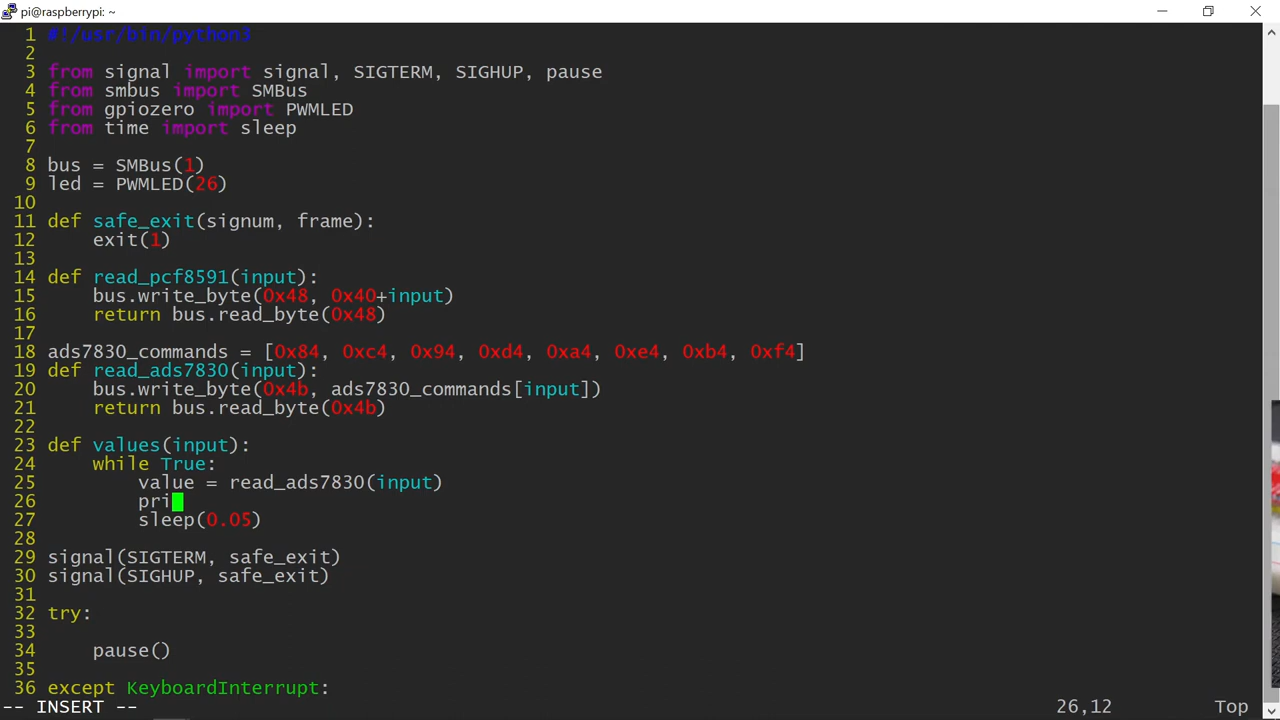 pi@raspberrypi: ~
1 #!/usr/bin/python3
2
3 from signal import signal, SIGTERM, SIGHUP, pause
4 from smbus import SMBus
5 from gpiozero import PWMLED
6 from time import sleep
7
8 bus = SMBus(1)
9 led = PWMLED(26)
10
11 def safe_exit(signum, frame):
12     exit(1)
13
14 def read_pcf8591(input):
15     bus.write_byte(0x48, 0x40+input)
16     return bus.read_byte(0x48)
17
18 ads7830_commands = [0x84, 0xc4, 0x94, 0xd4, 0xa4, 0xe4, 0xb4, 0xf4]
19 def read_ads7830(input):
20     bus.write_byte(0x4b, ads7830_commands[input])
21     return bus.read_byte(0x4b)
22
23 def values(input):
24     while True:
25         value = read_ads7830(input)
26         pri
27         sleep(0.05)
28
29 signal(SIGTERM, safe_exit)
30 signal(SIGHUP, safe_exit)
31
32 try:
33
34     pause()
35
36 except KeyboardInterrupt:
-- INSERT -- 26,12 Top